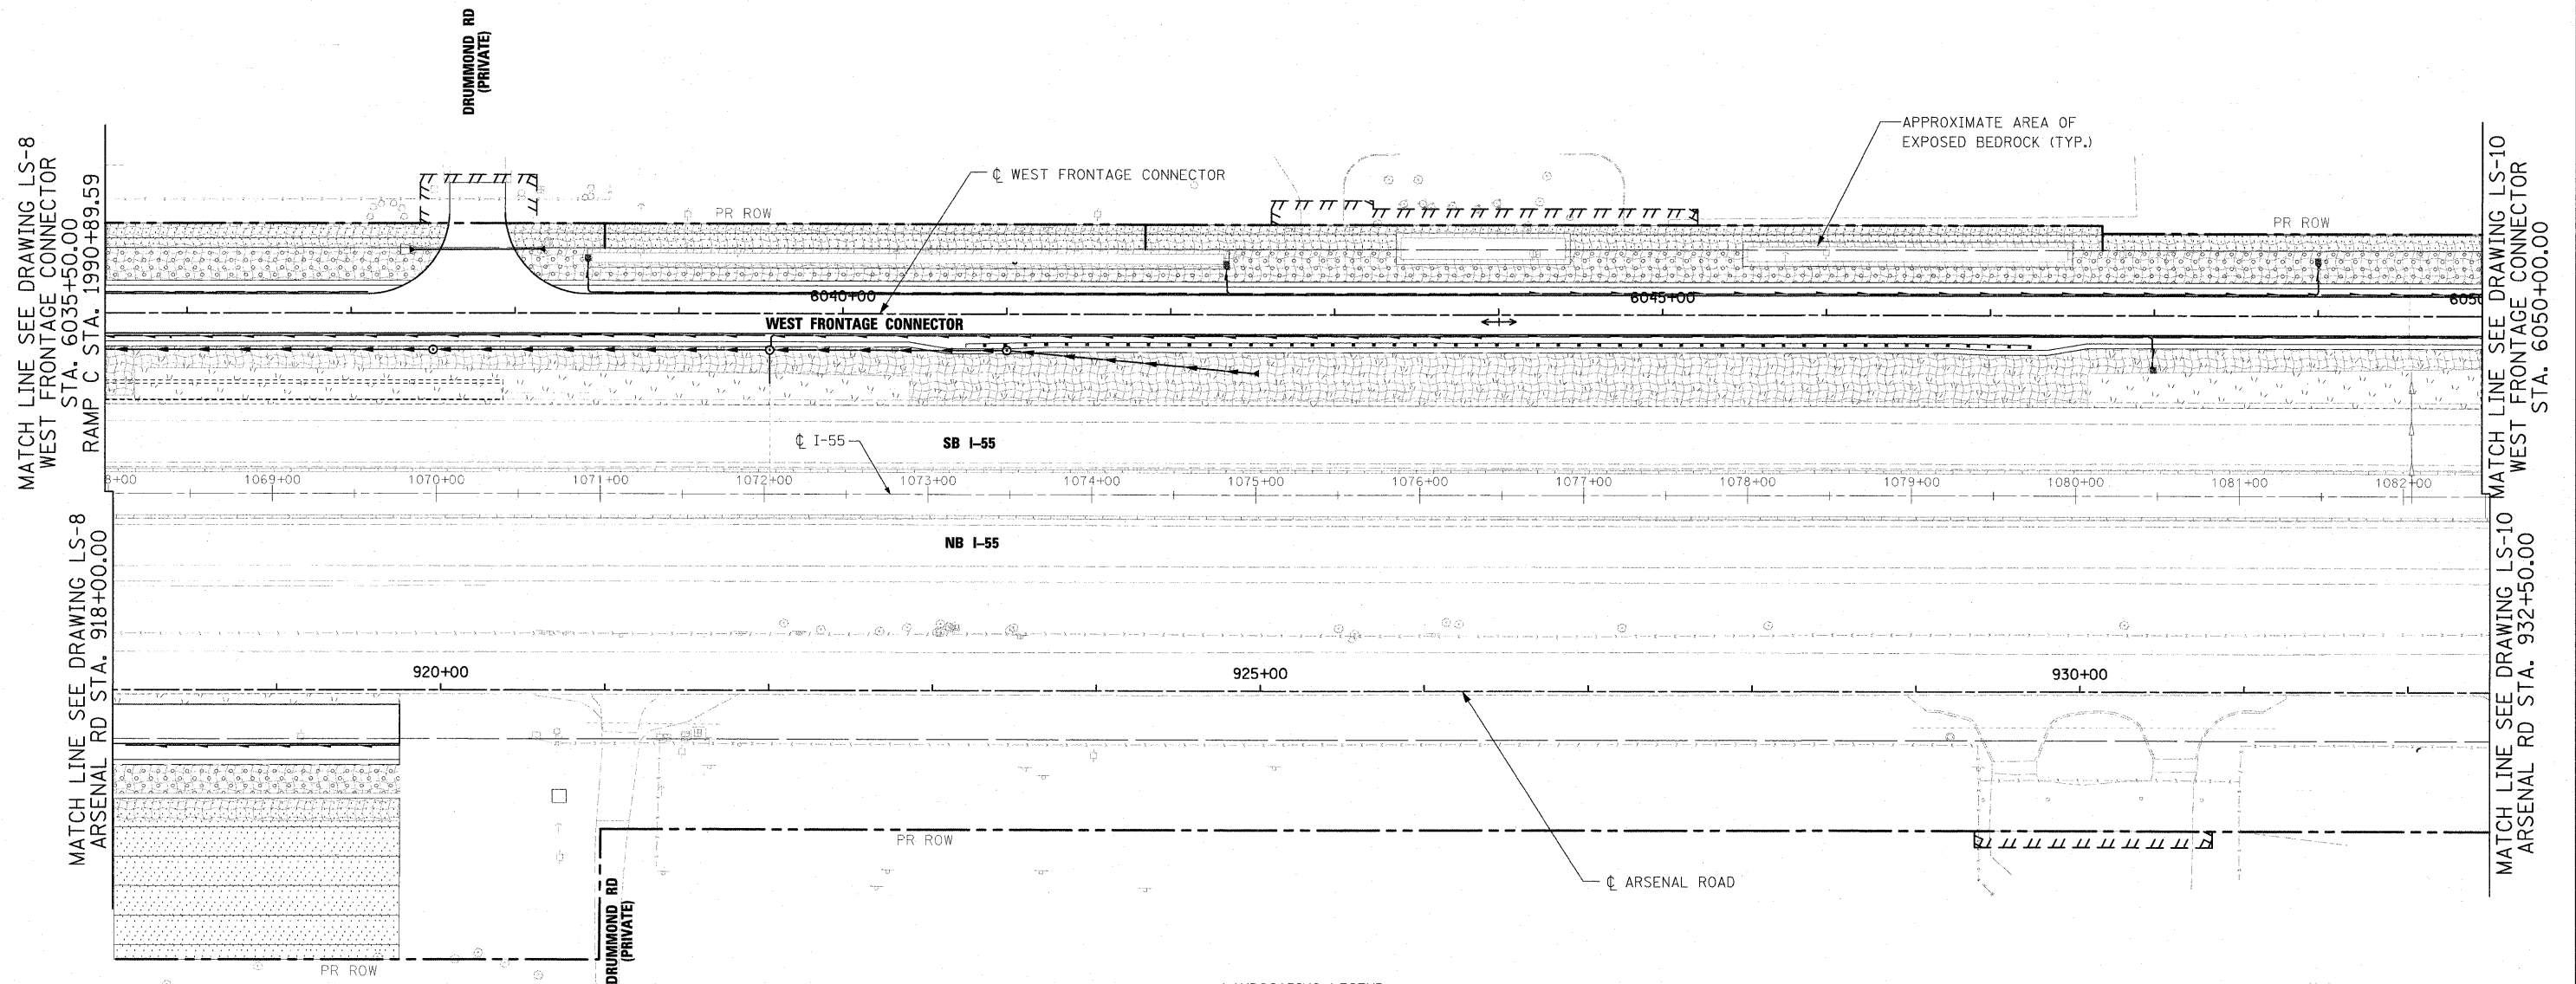 DRUMMOND RD
(PRIVATE)
MATCH LINE SEE DRAWING LS-8
WEST FRONTAGE CONNECTOR
STA. 6035+50.00
RAMP C STA. 1990+89.59
APPROXIMATE AREA OF
EXPOSED BEDROCK (TYP.)
℄ WEST FRONTAGE CONNECTOR
PR ROW
PR ROW
6040+00
6045+00
6050
WEST FRONTAGE CONNECTOR
MATCH LINE SEE DRAWING LS-10
WEST FRONTAGE CONNECTOR
STA. 6050+00.00
℄ I-55
SB I-55
8+00 1069+00 1070+00 1071+00 1072+00 1073+00 1074+00 1075+00 1076+00 1077+00 1078+00 1079+00 1080+00 1081+00 1082+00
NB I-55
MATCH LINE SEE DRAWING LS-8
ARSENAL RD STA. 918+00.00
920+00
925+00
930+00
MATCH LINE SEE DRAWING LS-10
ARSENAL RD STA. 932+50.00
PR ROW
℄ ARSENAL ROAD
DRUMMOND RD
(PRIVATE)
PR ROW